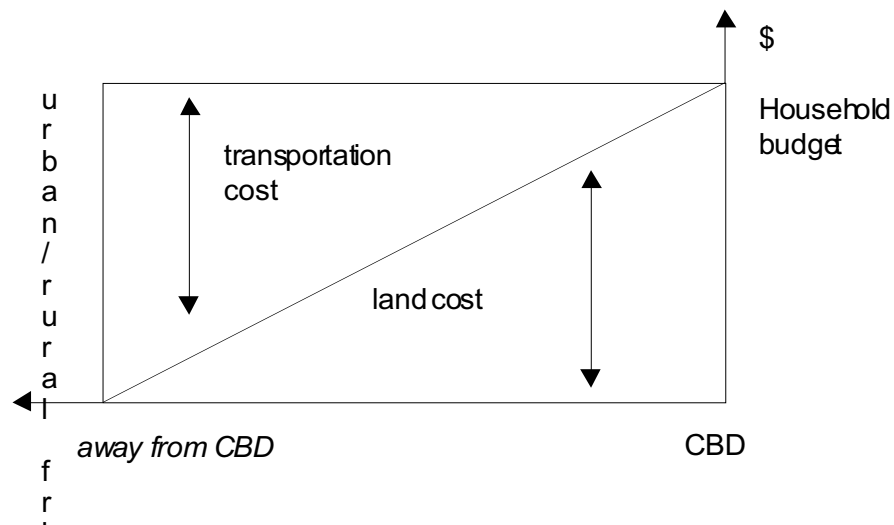 $
Household
budget
transportation
cost
land cost
urban/rural fr
away from CBD
CBD